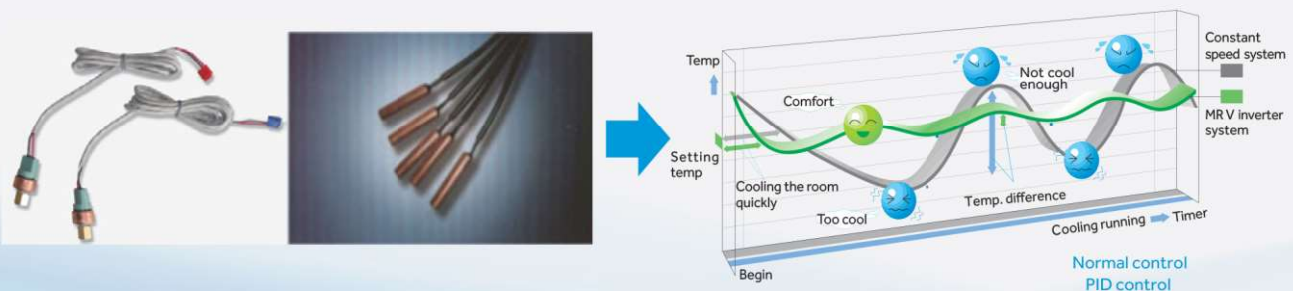 Temp
Comfort
Not cool
enough
Constant
speed system
MR V inverter
system
Setting
temp
Cooling the room
quickly
Too cool
Temp. difference
Cooling running
Timer
Begin
Normal control
PID control